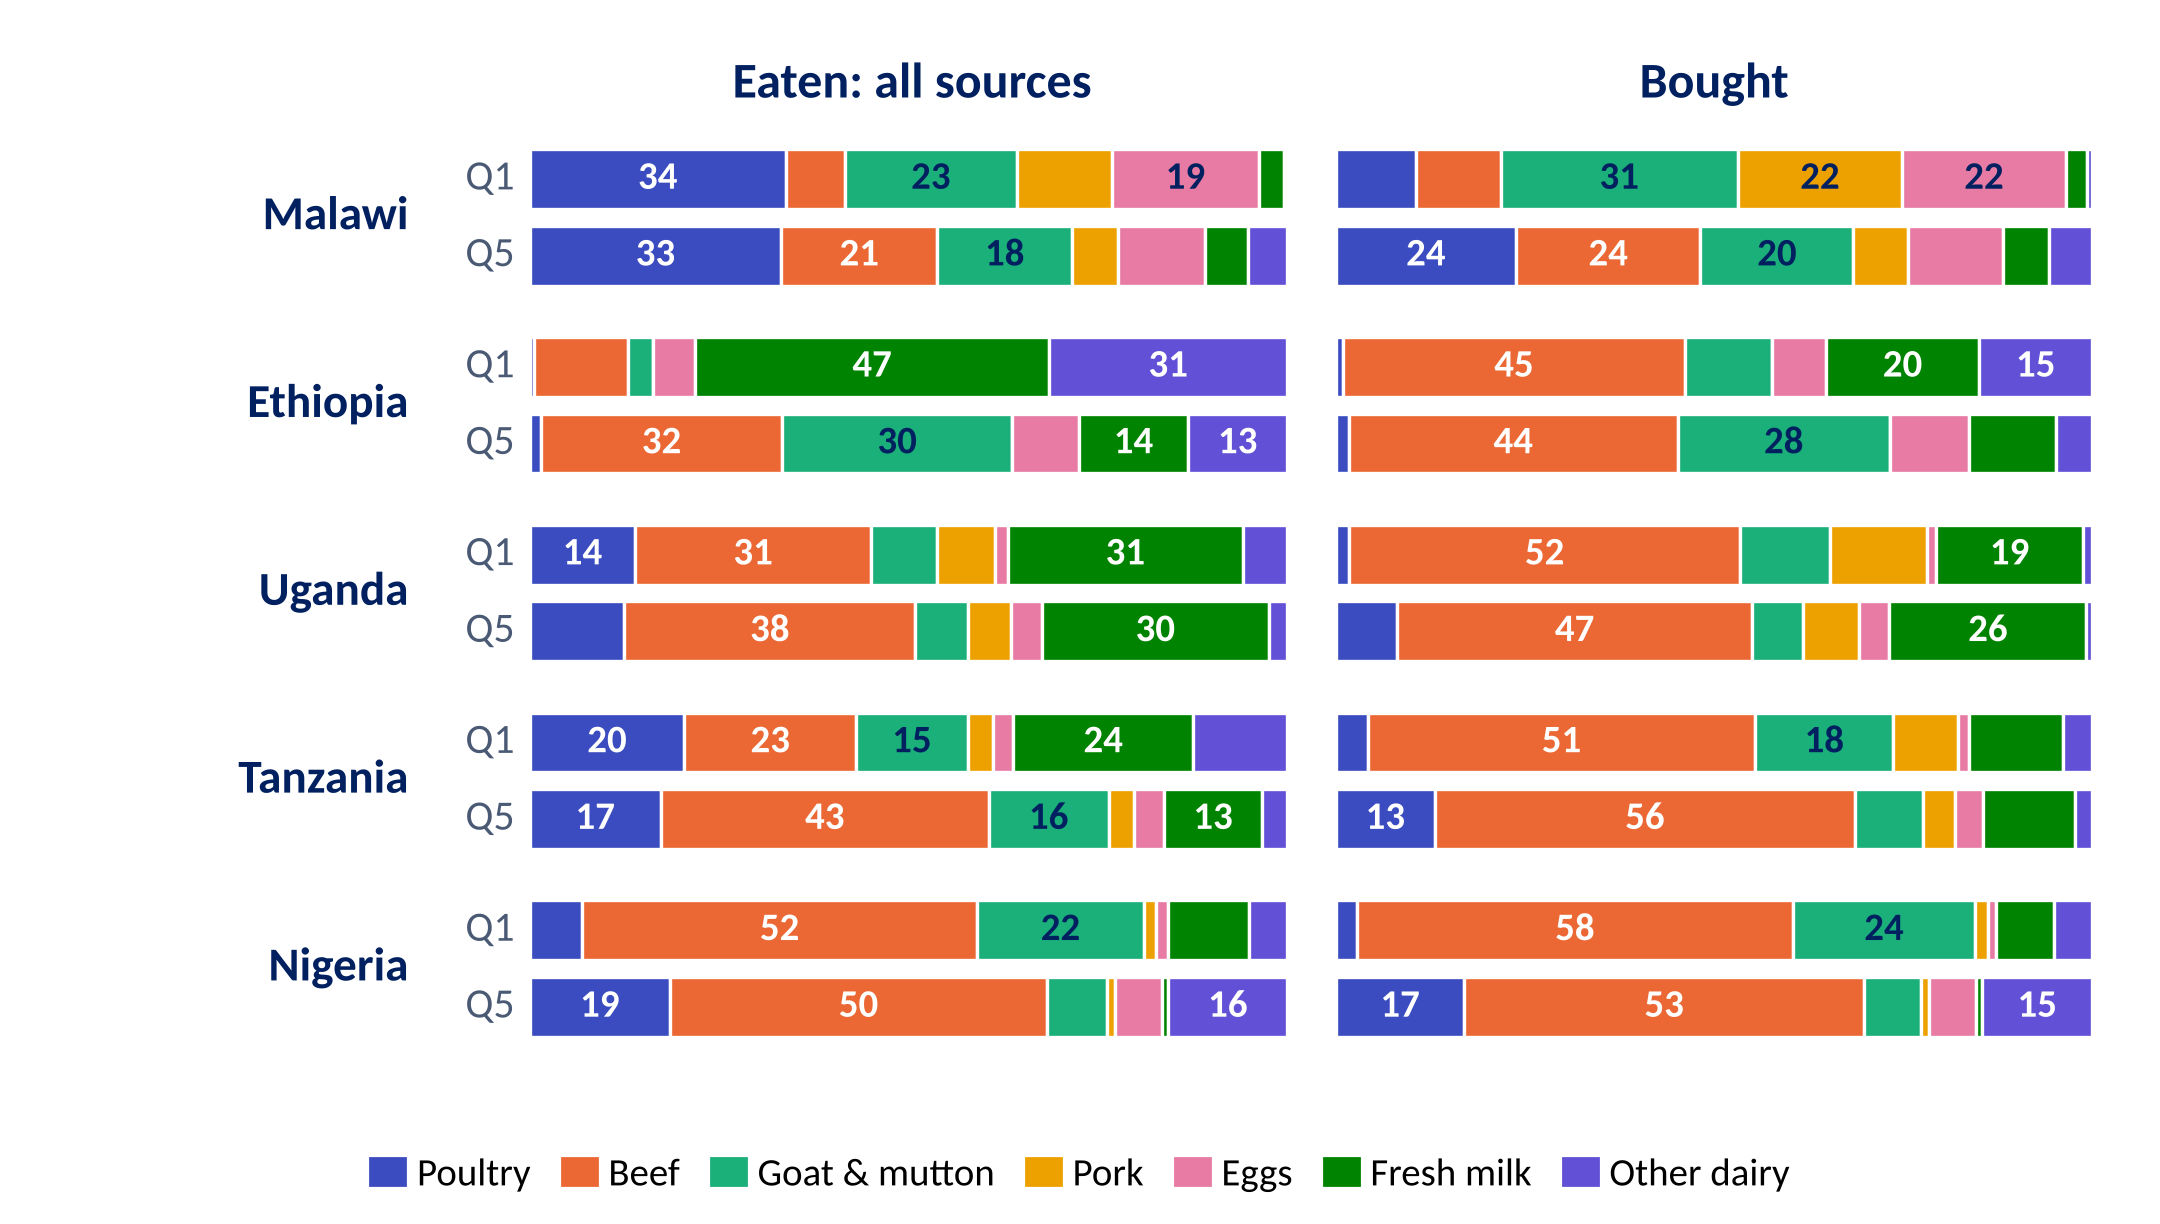 Eaten: all sources Bought
Malawi
Q1 34 23 19 31 22 22
Q5 33 21 18 24 24 20
Ethiopia
Q1 47 31 45 20 15
Q5 32 30 14 13 44 28
Uganda
Q1 14 31 31 52 19
Q5 38 30 47 26
Tanzania
Q1 20 23 15 24 51 18
Q5 17 43 16 13 13 56
Nigeria
Q1 52 22 58 24
Q5 19 50 16 17 53 15
Poultry Beef Goat & mutton Pork Eggs Fresh milk Other dairy